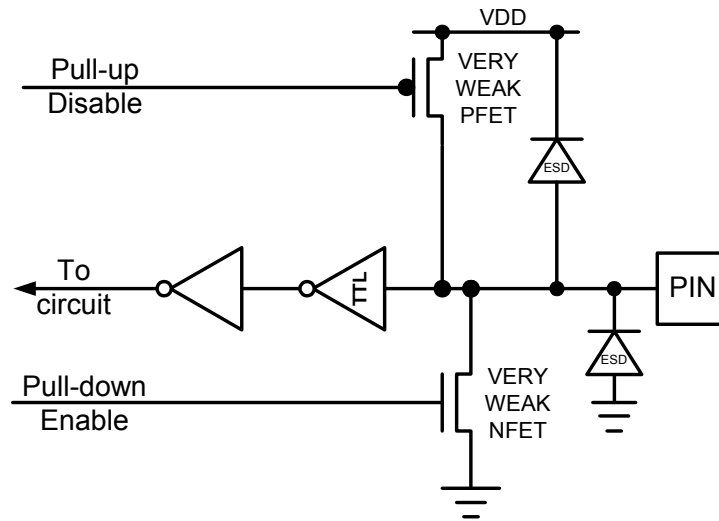 VDD
Pull-up
Disable
VERY
WEAK
PFET
ESD
To
circuit
TTL
PIN
ESD
Pull-down
Enable
VERY
WEAK
NFET